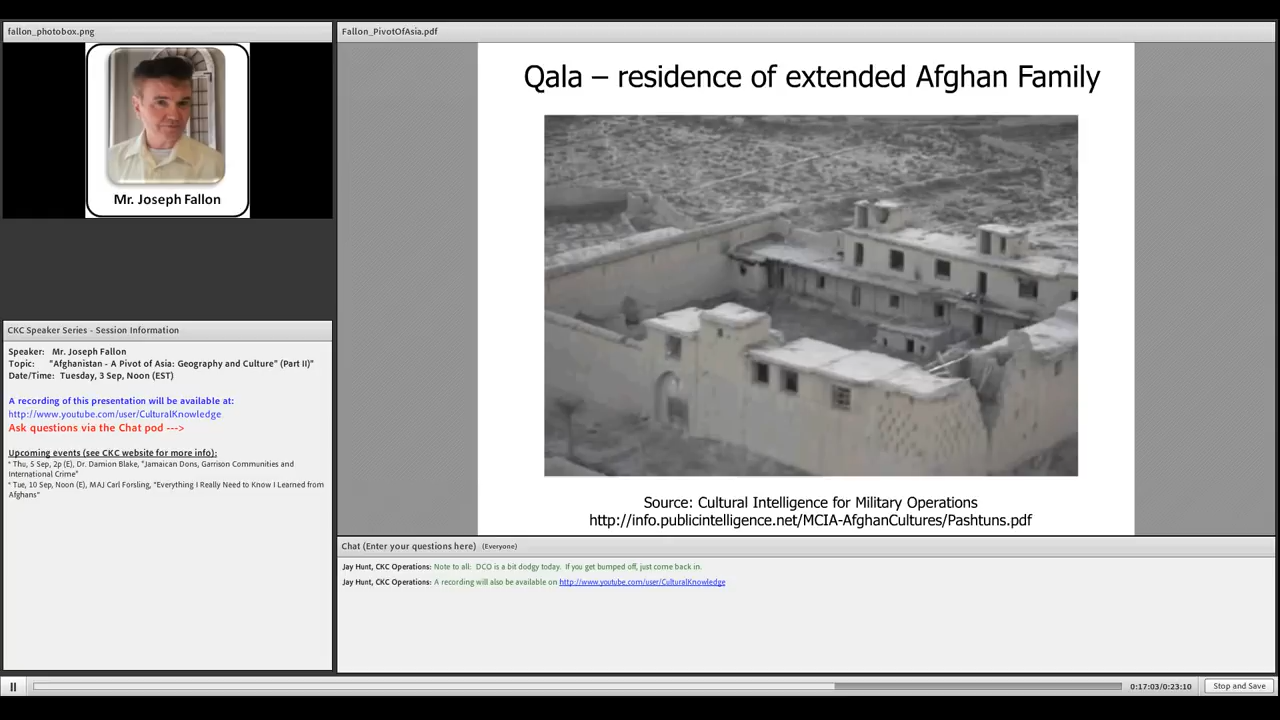 fallon_photobox.png
Mr. Joseph Fallon
CKC Speaker Series - Session Information
Speaker: Mr. Joseph Fallon
Topic: "Afghanistan - A Pivot of Asia: Geography and Culture" (Part II)"
Date/Time: Tuesday, 3 Sep, Noon (EST)
A recording of this presentation will be available at:
http://www.youtube.com/user/CulturalKnowledge
Ask questions via the Chat pod --->
Upcoming events (see CKC website for more info):
* Thu, 5 Sep, 2p (E), Dr. Damion Blake, "Jamaican Dons, Garrison Communities and
International Crime"
* Tue, 10 Sep, Noon (E), MAJ Carl Forsling, "Everything I Really Need to Know I Learned from
Afghans"
Fallon_PivotOfAsia.pdf
Qala – residence of extended Afghan Family
Source: Cultural Intelligence for Military Operations
http://info.publicintelligence.net/MCIA-AfghanCultures/Pashtuns.pdf
Chat (Enter your questions here) (Everyone)
Jay Hunt, CKC Operations: Note to all: DCO is a bit dodgy today. If you get bumped off, just come back in.
Jay Hunt, CKC Operations: A recording will also be available on http://www.youtube.com/user/CulturalKnowledge
0:17:03/0:23:10
Stop and Save